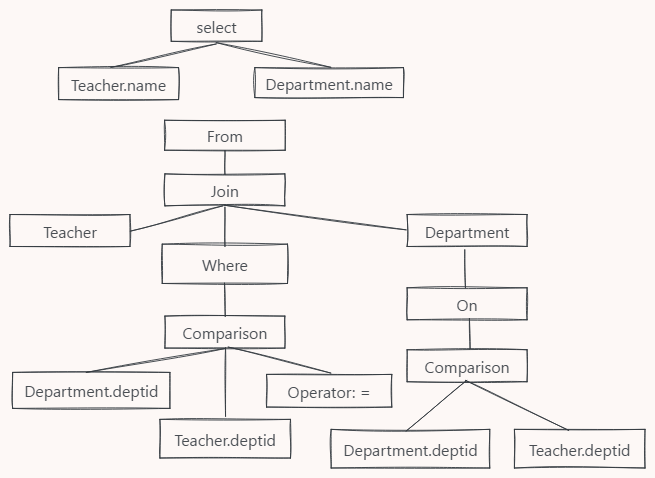 select
Teacher.name
Department.name
From
Join
Teacher
Department
Where
On
Comparison
Comparison
Department.deptid
Operator: =
Teacher.deptid
Department.deptid
Teacher.deptid